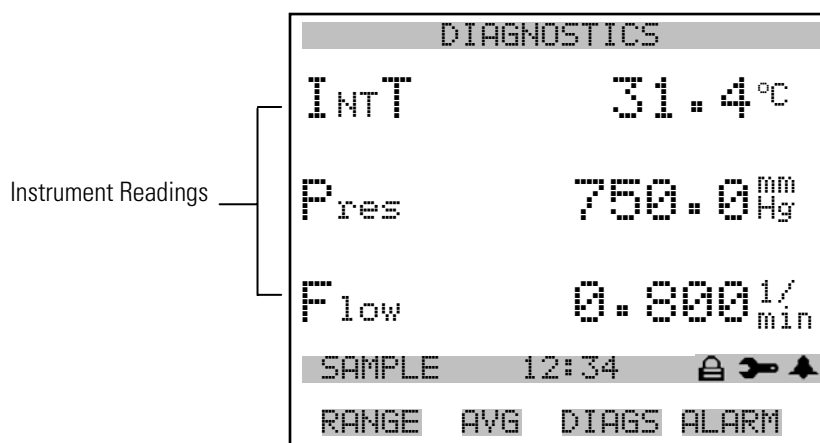 DIAGNOSTICS
INTT 31.4 °C
Instrument Readings
Pres 750.0 mm Hg
Flow 0.800 l/min
SAMPLE 12:34
RANGE AVG DIAGS ALARM